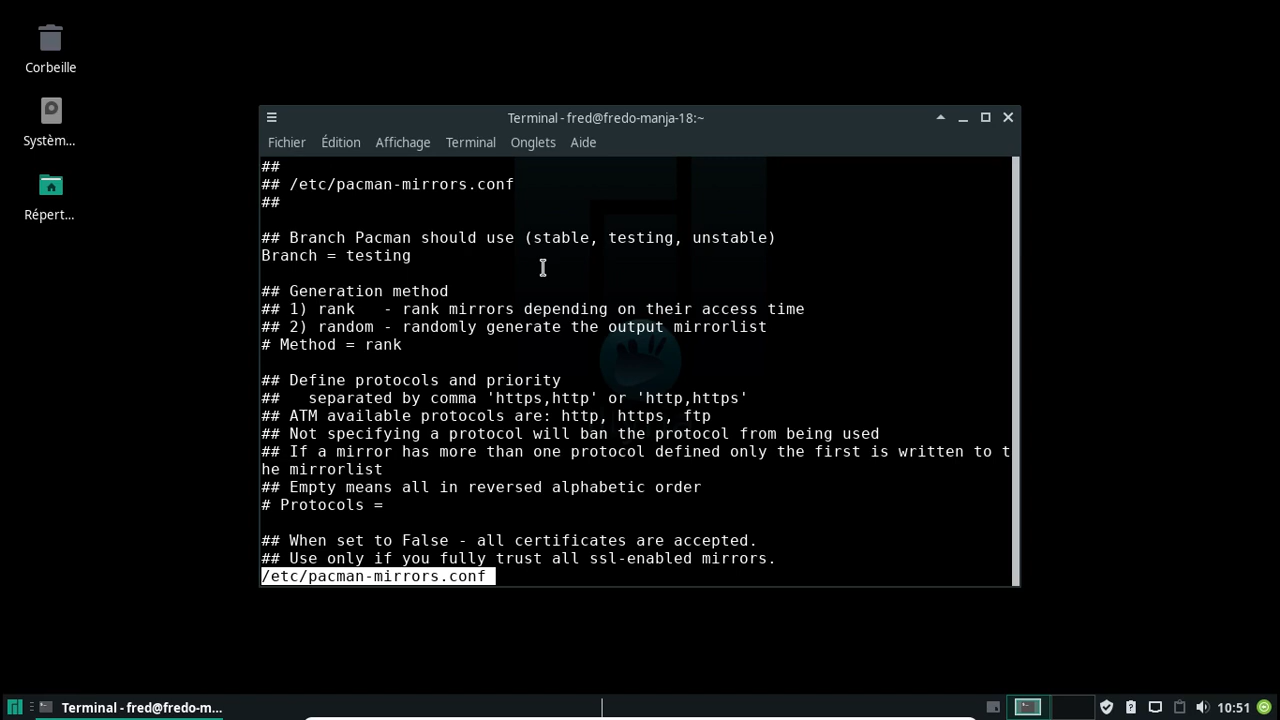 Corbeille
Systèm...
Répert...
Terminal - fred@fredo-manja-18:~
Fichier Édition Affichage Terminal Onglets Aide
##
## /etc/pacman-mirrors.conf
##
## Branch Pacman should use (stable, testing, unstable)
Branch = testing
## Generation method
## 1) rank   - rank mirrors depending on their access time
## 2) random - randomly generate the output mirrorlist
# Method = rank
## Define protocols and priority
##   separated by comma 'https,http' or 'http,https'
## ATM available protocols are: http, https, ftp
## Not specifying a protocol will ban the protocol from being used
## If a mirror has more than one protocol defined only the first is written to t
he mirrorlist
## Empty means all in reversed alphabetic order
# Protocols =
## When set to False - all certificates are accepted.
## Use only if you fully trust all ssl-enabled mirrors.
/etc/pacman-mirrors.conf
Terminal - fred@fredo-m...
10:51